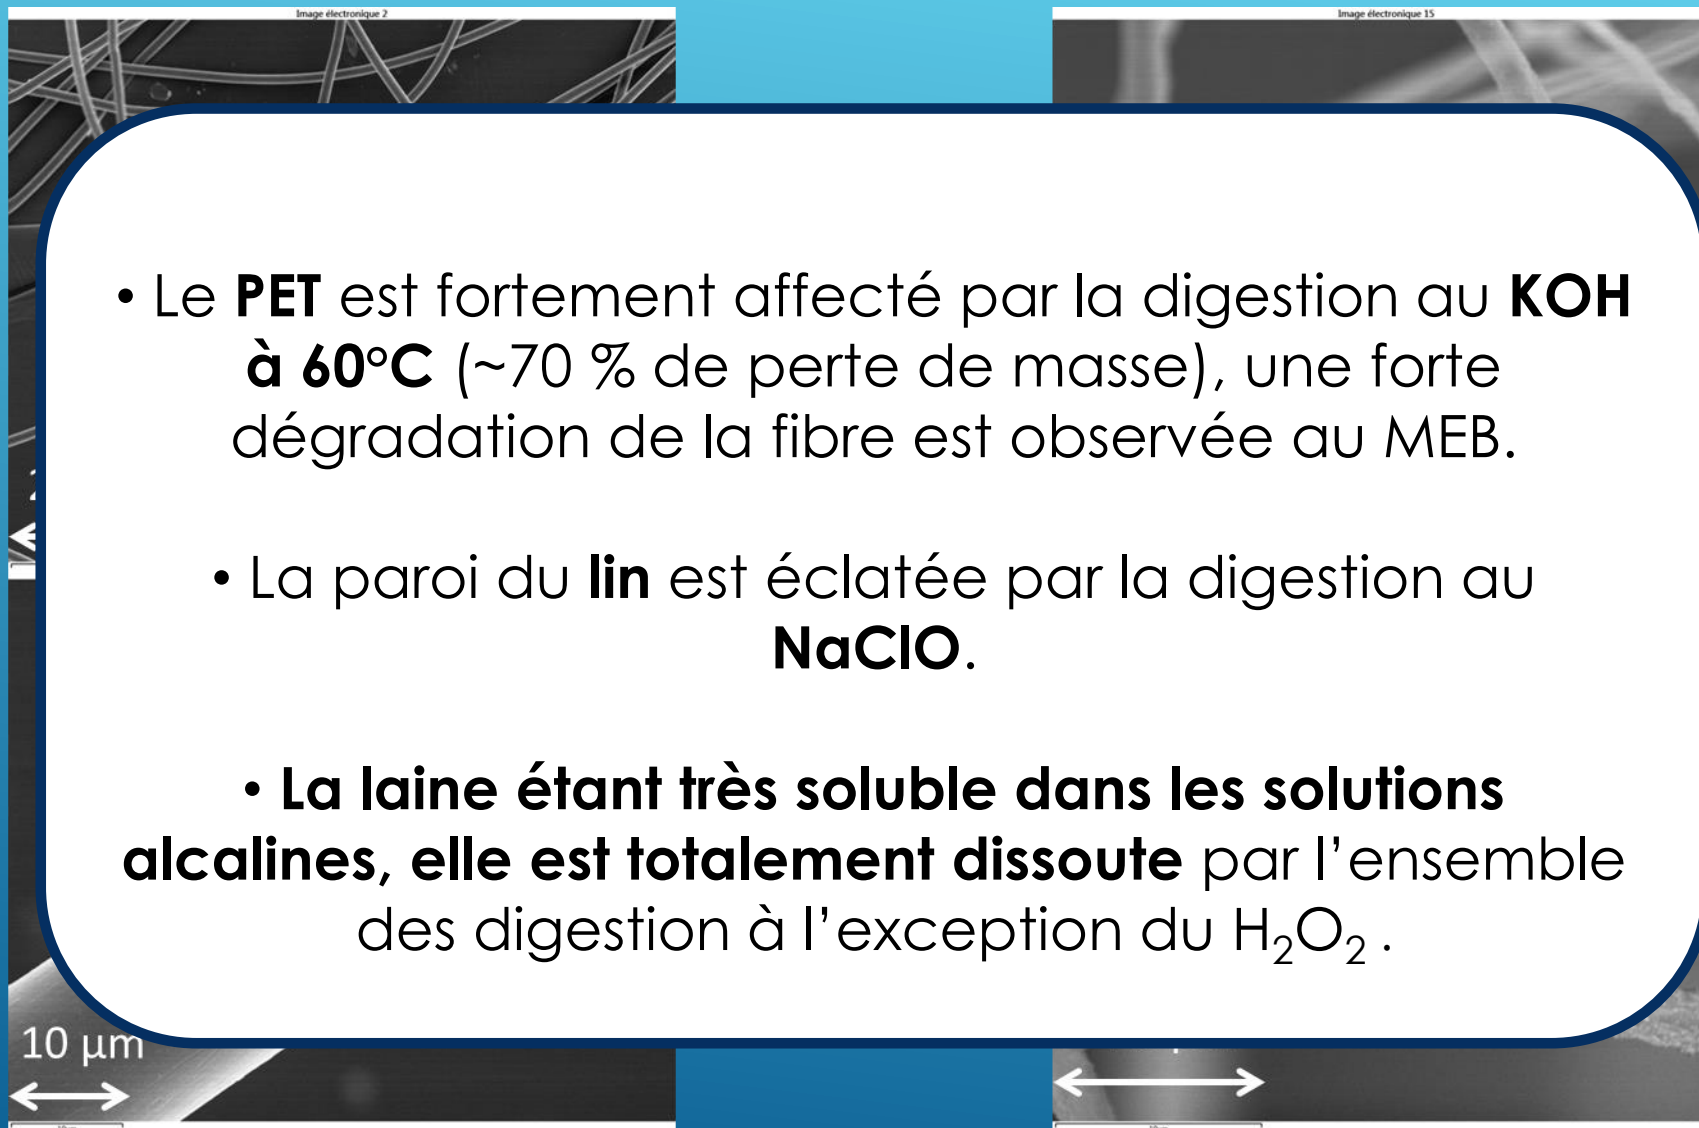 Image électronique 2
Image électronique 15
• Le PET est fortement affecté par la digestion au KOH
à 60°C (~70 % de perte de masse), une forte
dégradation de la fibre est observée au MEB.
• La paroi du lin est éclatée par la digestion au
NaClO.
• La laine étant très soluble dans les solutions
alcalines, elle est totalement dissoute par l’ensemble
des digestion à l’exception du H₂O₂ .
10 µm